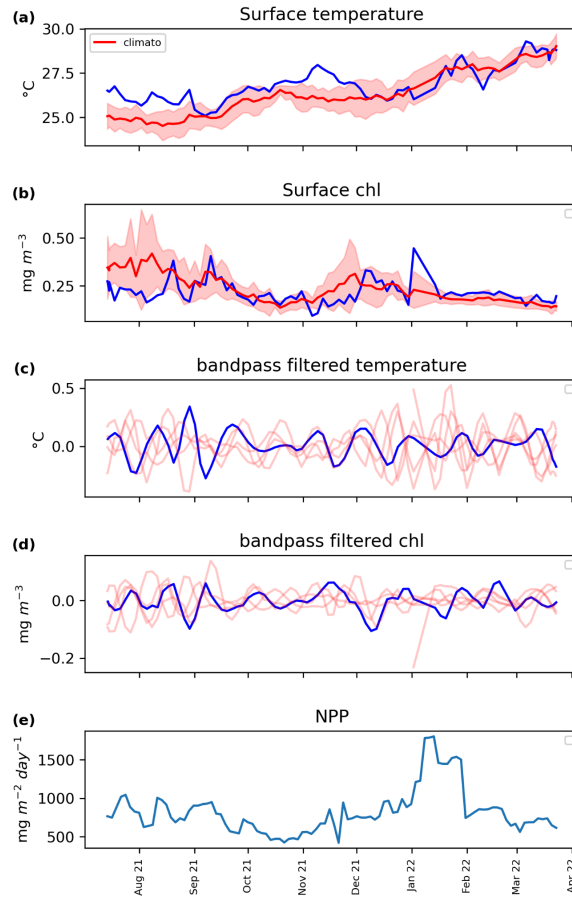 (a)
Surface temperature
climato
°C
30.0
27.5
25.0
(b)
Surface chl
mg m⁻³
0.50
0.25
(c)
bandpass filtered temperature
°C
0.5
0.0
(d)
bandpass filtered chl
mg m⁻³
0.0
−0.2
(e)
NPP
mg m⁻² day⁻¹
1500
1000
500
Aug 21
Sep 21
Oct 21
Nov 21
Dec 21
Jan 22
Feb 22
Mar 22
Apr 22